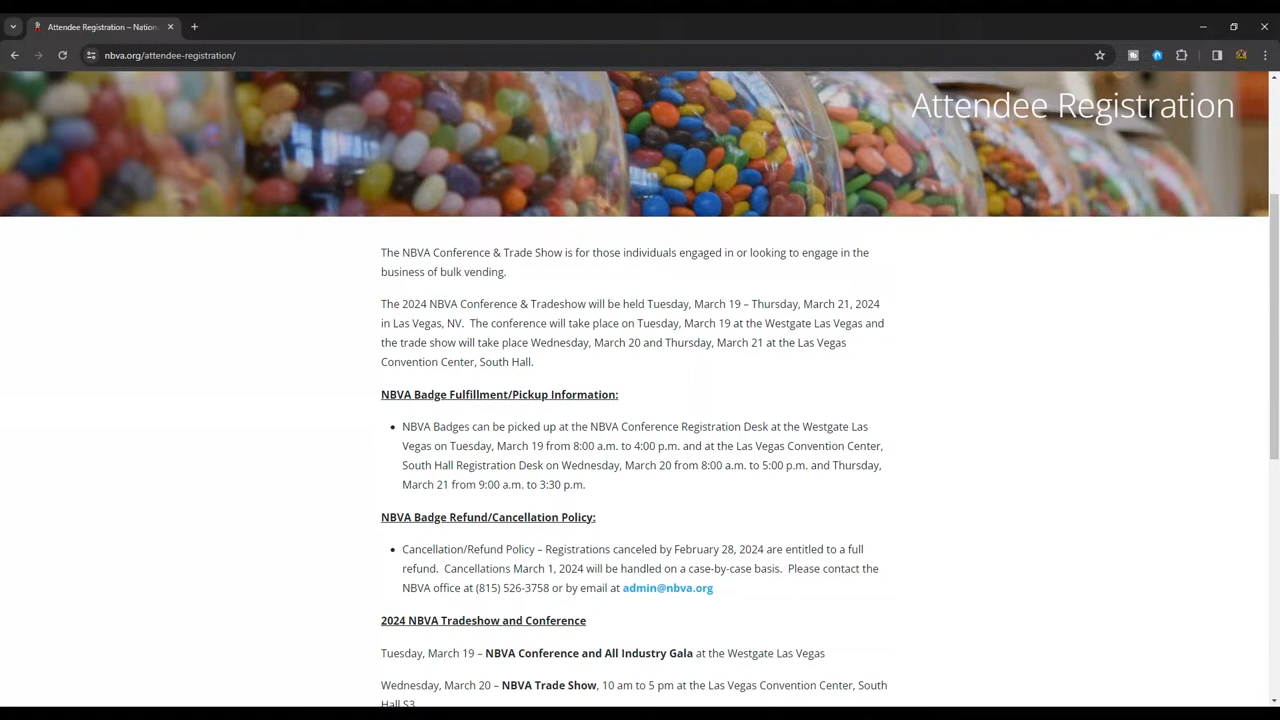 Attendee Registration – Nation
nbva.org/attendee-registration/
Attendee Registration
The NBVA Conference & Trade Show is for those individuals engaged in or looking to engage in the
business of bulk vending.
The 2024 NBVA Conference & Tradeshow will be held Tuesday, March 19 – Thursday, March 21, 2024
in Las Vegas, NV.  The conference will take place on Tuesday, March 19 at the Westgate Las Vegas and
the trade show will take place Wednesday, March 20 and Thursday, March 21 at the Las Vegas
Convention Center, South Hall.
NBVA Badge Fulfillment/Pickup Information:
• NBVA Badges can be picked up at the NBVA Conference Registration Desk at the Westgate Las
Vegas on Tuesday, March 19 from 8:00 a.m. to 4:00 p.m. and at the Las Vegas Convention Center,
South Hall Registration Desk on Wednesday, March 20 from 8:00 a.m. to 5:00 p.m. and Thursday,
March 21 from 9:00 a.m. to 3:30 p.m.
NBVA Badge Refund/Cancellation Policy:
• Cancellation/Refund Policy – Registrations canceled by February 28, 2024 are entitled to a full
refund.  Cancellations March 1, 2024 will be handled on a case-by-case basis.  Please contact the
NBVA office at (815) 526-3758 or by email at admin@nbva.org
2024 NBVA Tradeshow and Conference
Tuesday, March 19 – NBVA Conference and All Industry Gala at the Westgate Las Vegas
Wednesday, March 20 – NBVA Trade Show, 10 am to 5 pm at the Las Vegas Convention Center, South
Hall S3